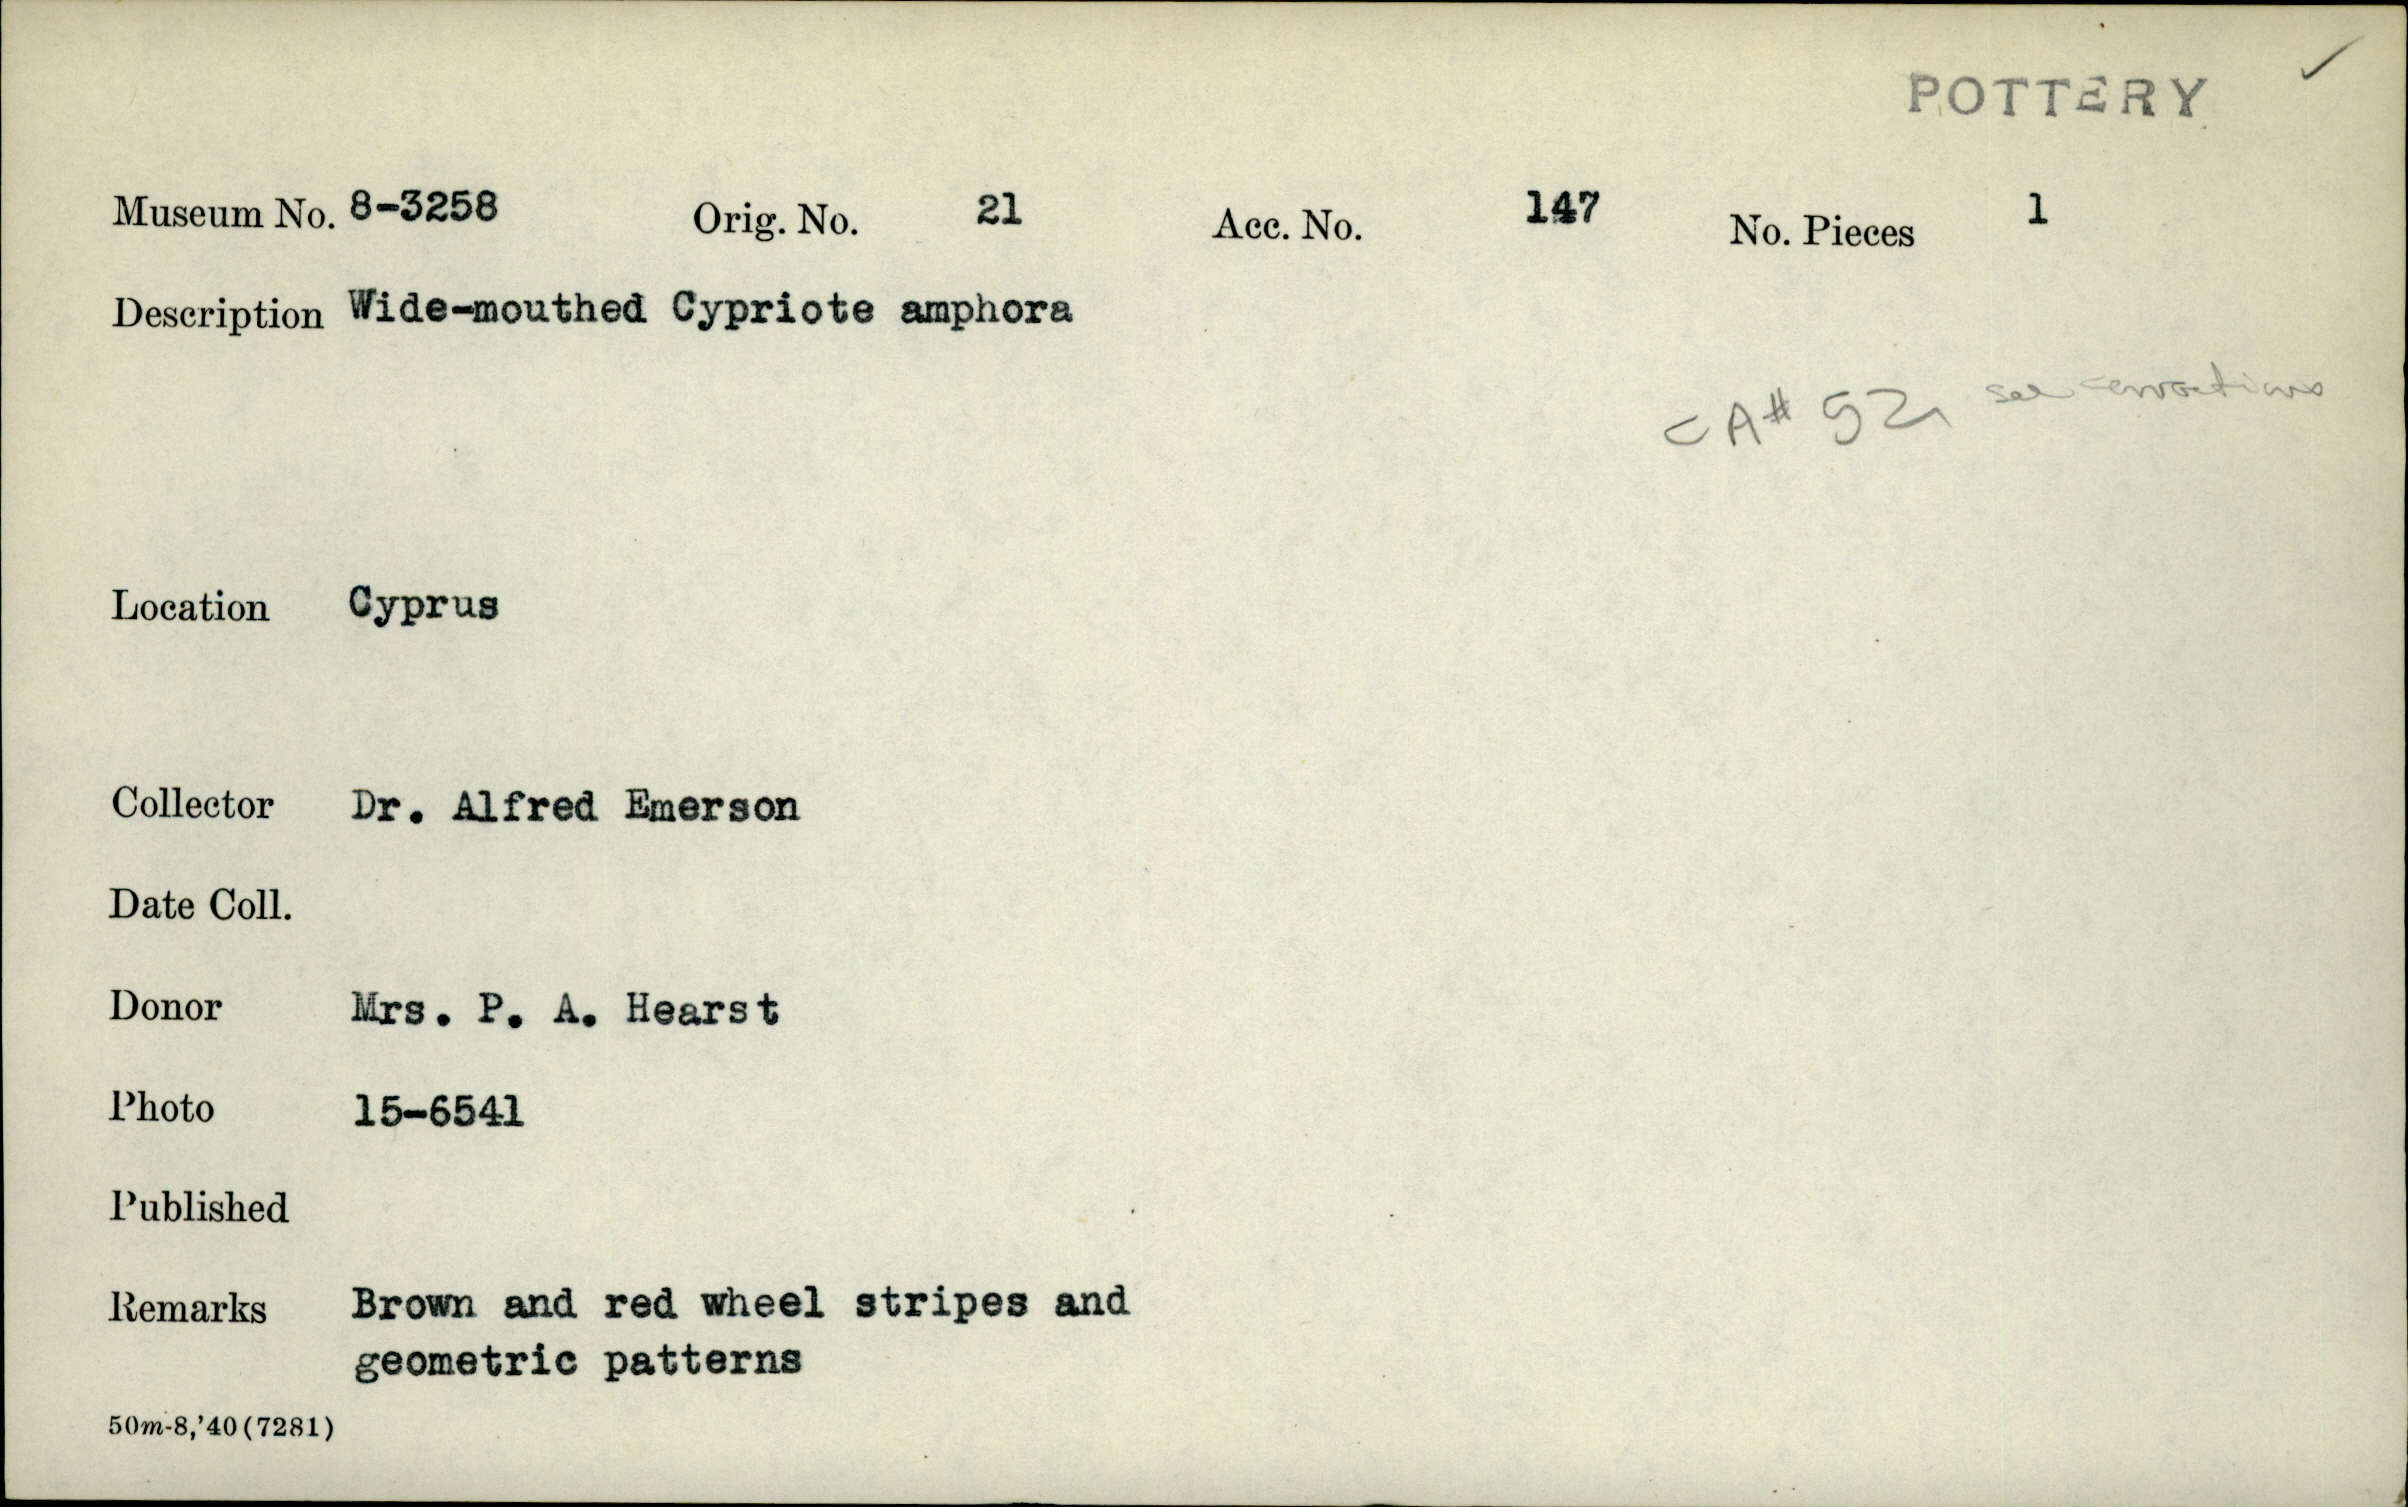 POTTERY ✓
Museum No. 8-3258 Orig. No. 21 Acc. No. 147 No. Pieces 1
Description Wide-mouthed Cypriote amphora
CA# 52 see
Location Cyprus
Collector Dr. Alfred Emerson
Date Coll.
Donor Mrs. P. A. Hearst
Photo 15-6541
Published
Remarks Brown and red wheel stripes and
geometric patterns
50m-8,'40(7281)